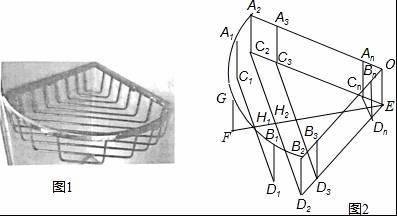 A₂
A₃
A₁
Aₙ
O
C₂
C₃
Bₙ
Cₙ
C₁
E
G
H₁
H₂
Dₙ
F
B₁
B₃
B₂
D₁
D₃
D₂
图1
图2